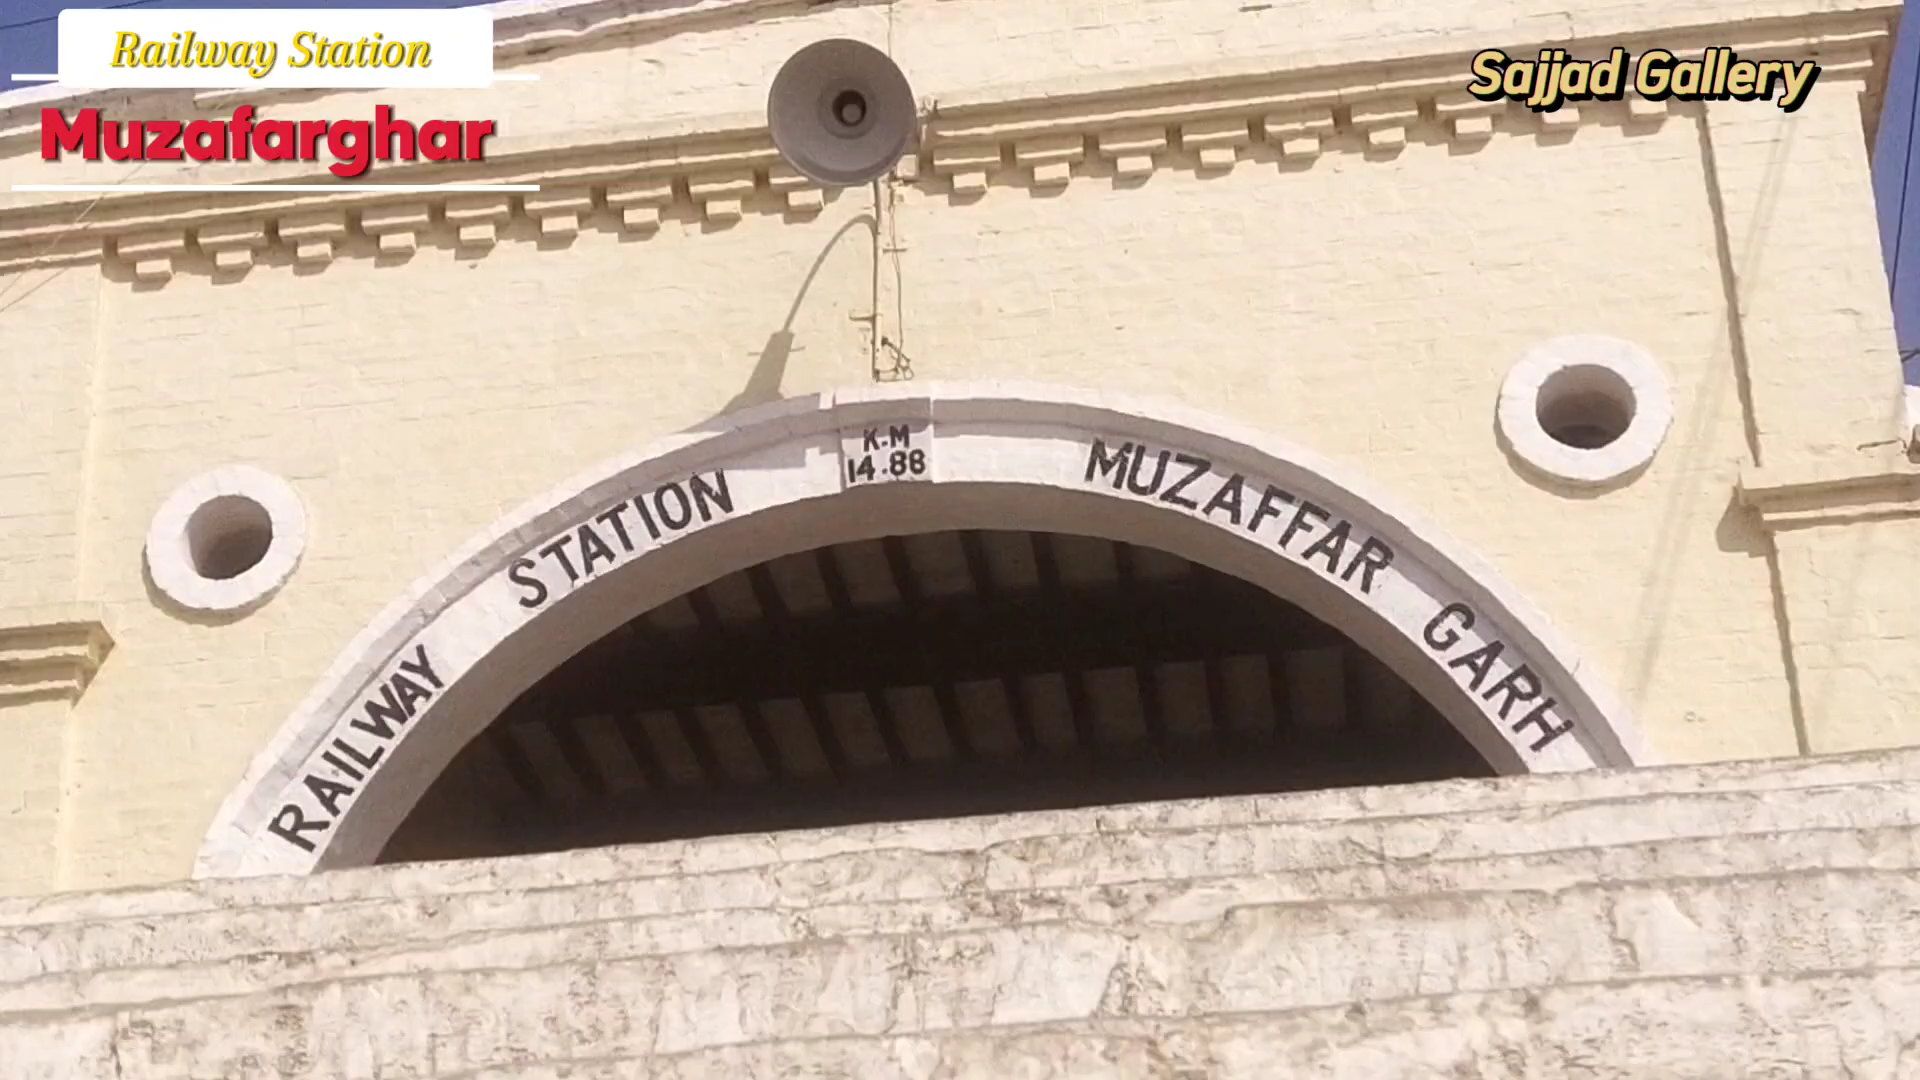 Railway Station
Muzafarghar
Sajjad Gallery
K.M
14.88
RAILWAY STATION MUZAFFAR GARH